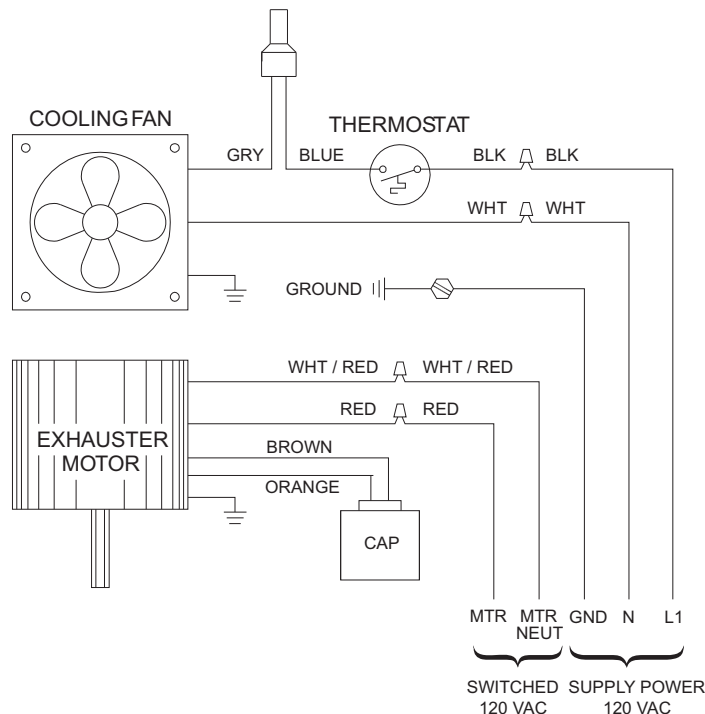 COOLING FAN
THERMOSTAT
GRY
BLUE
BLK
BLK
WHT
WHT
GROUND
WHT / RED
WHT / RED
RED
RED
EXHAUSTER
MOTOR
BROWN
ORANGE
CAP
MTR
MTR
NEUT
GND
N
L1
SWITCHED
120 VAC
SUPPLY POWER
120 VAC